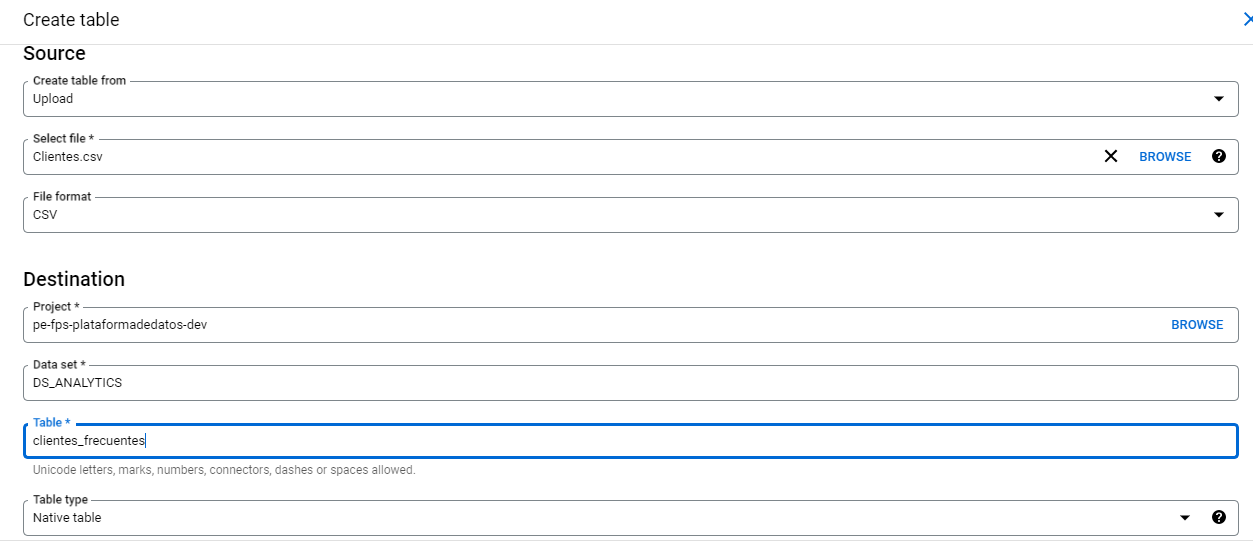 Create table
Source
Create table from
Upload
Select file *
Clientes.csv
BROWSE
File format
CSV
Destination
Project *
pe-fps-plataformadedatos-dev
BROWSE
Data set *
DS_ANALYTICS
Table *
clientes_frecuentes
Unicode letters, marks, numbers, connectors, dashes or spaces allowed.
Table type
Native table